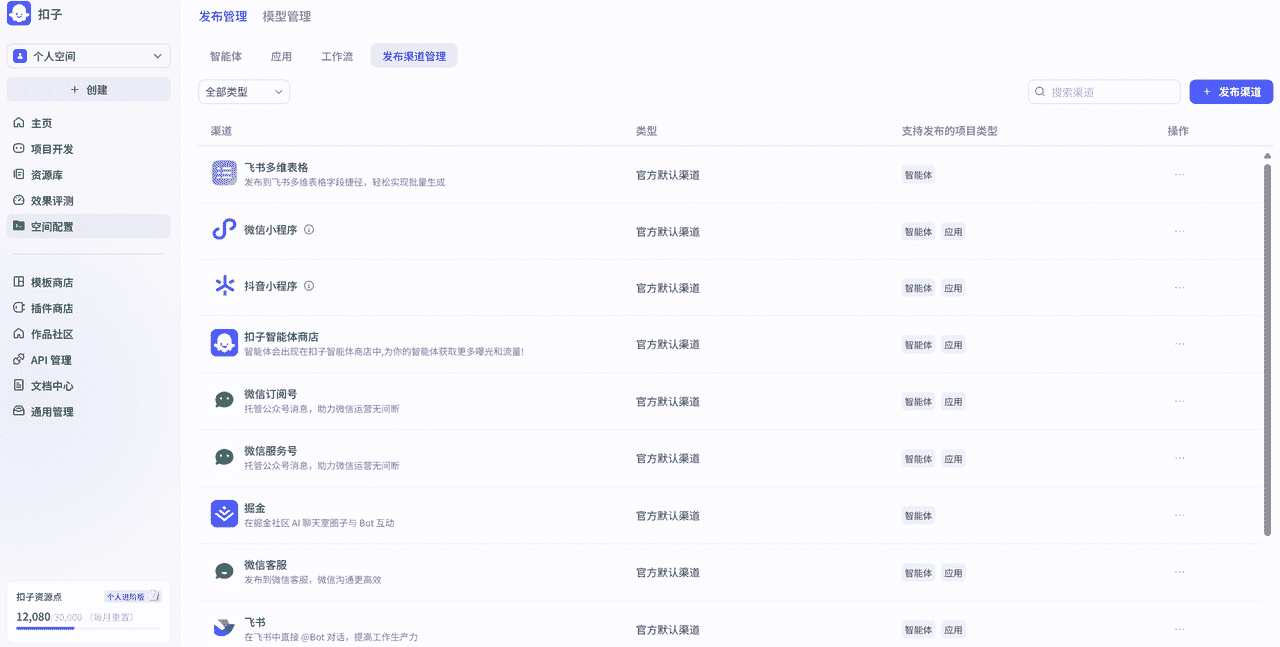 扣子
发布管理 模型管理
个人空间
智能体 应用 工作流 发布渠道管理
+ 创建
全部类型 搜索渠道 + 发布渠道
主页
项目开发
资源库
效果评测
空间配置
模板商店
插件商店
作品社区
API 管理
文档中心
通用管理
扣子资源点 个人进阶版
12,080/30,000 (每月重置)
渠道 类型 支持发布的项目类型 操作
飞书多维表格
发布到飞书多维表格字段捷径，轻松实现批量生成
官方默认渠道 智能体 ...
微信小程序 官方默认渠道 智能体 应用 ...
抖音小程序 官方默认渠道 智能体 应用 ...
扣子智能体商店
智能体会出现在扣子智能体商店中,为你的智能体获取更多曝光和流量!
官方默认渠道 智能体 应用 ...
微信订阅号
托管公众号消息，助力微信运营无间断
官方默认渠道 智能体 应用 ...
微信服务号
托管公众号消息，助力微信运营无间断
官方默认渠道 智能体 应用 ...
掘金
在掘金社区 AI 聊天室圈子与 Bot 互动
官方默认渠道 智能体 ...
微信客服
发布到微信客服，微信沟通更高效
官方默认渠道 智能体 应用 ...
飞书
在飞书中直接 @Bot 对话，提高工作生产力
官方默认渠道 智能体 应用 ...